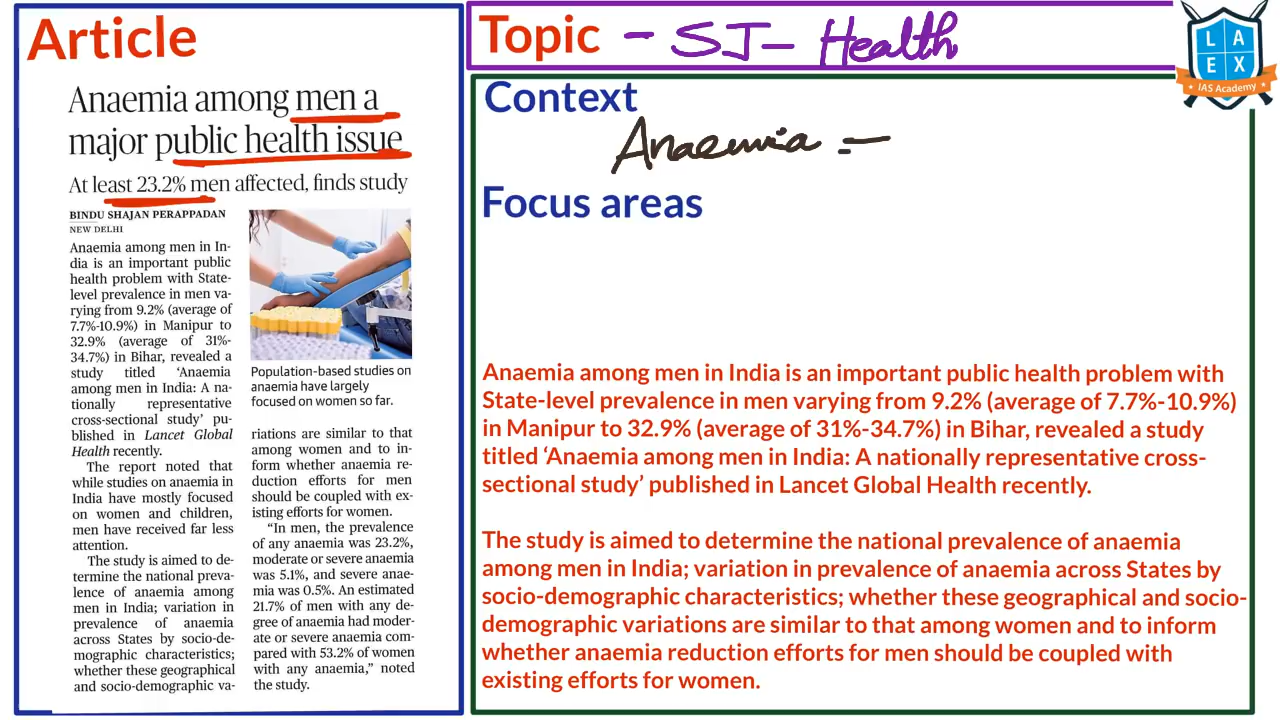 Article
Anaemia among men a
major public health issue
At least 23.2% men affected, finds study
BINDU SHAJAN PERAPPADAN
NEW DELHI
Anaemia among men in In-
dia is an important public
health problem with State-
level prevalence in men va-
rying from 9.2% (average of
7.7%-10.9%) in Manipur to
32.9% (average of 31%-
34.7%) in Bihar, revealed a
study titled ‘Anaemia
among men in India: A na-
tionally representative
cross-sectional study’ pu-
blished in Lancet Global
Health recently.
The report noted that
while studies on anaemia in
India have mostly focused
on women and children,
men have received far less
attention.
The study is aimed to de-
termine the national preva-
lence of anaemia among
men in India; variation in
prevalence of anaemia
across States by socio-de-
mographic characteristics;
whether these geographical
and socio-demographic va-
Population-based studies on
anaemia have largely
focused on women so far.
riations are similar to that
among women and to in-
form whether anaemia re-
duction efforts for men
should be coupled with ex-
isting efforts for women.
“In men, the prevalence
of any anaemia was 23.2%,
moderate or severe anaemia
was 5.1%, and severe anae-
mia was 0.5%. An estimated
21.7% of men with any de-
gree of anaemia had moder-
ate or severe anaemia com-
pared with 53.2% of women
with any anaemia,” noted
the study.
Topic - SJ - Health
LAEX
IAS Academy
Context
Anaemia =
Focus areas
Anaemia among men in India is an important public health problem with
State-level prevalence in men varying from 9.2% (average of 7.7%-10.9%)
in Manipur to 32.9% (average of 31%-34.7%) in Bihar, revealed a study
titled ‘Anaemia among men in India: A nationally representative cross-
sectional study’ published in Lancet Global Health recently.
The study is aimed to determine the national prevalence of anaemia
among men in India; variation in prevalence of anaemia across States by
socio-demographic characteristics; whether these geographical and socio-
demographic variations are similar to that among women and to inform
whether anaemia reduction efforts for men should be coupled with
existing efforts for women.